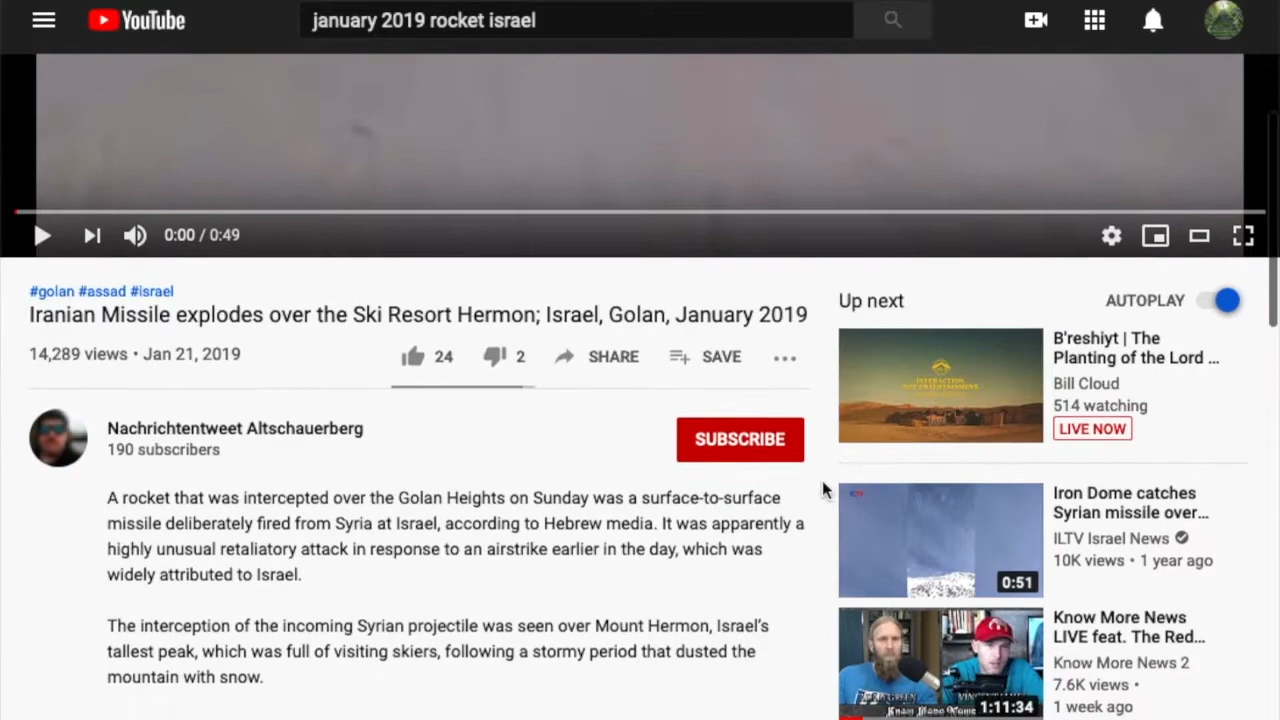 YouTube
january 2019 rocket israel
0:00 / 0:49
#golan #assad #israel
Iranian Missile explodes over the Ski Resort Hermon; Israel, Golan, January 2019
14,289 views • Jan 21, 2019
24
2
SHARE
SAVE
Nachrichtentweet Altschauerberg
190 subscribers
SUBSCRIBE
A rocket that was intercepted over the Golan Heights on Sunday was a surface-to-surface
missile deliberately fired from Syria at Israel, according to Hebrew media. It was apparently a
highly unusual retaliatory attack in response to an airstrike earlier in the day, which was
widely attributed to Israel.
The interception of the incoming Syrian projectile was seen over Mount Hermon, Israel's
tallest peak, which was full of visiting skiers, following a stormy period that dusted the
mountain with snow.
Up next
AUTOPLAY
B'reshiyt | The
Planting of the Lord ...
Bill Cloud
514 watching
LIVE NOW
Iron Dome catches
Syrian missile over...
ILTV Israel News
10K views • 1 year ago
0:51
Know More News
LIVE feat. The Red...
Know More News 2
7.6K views •
1 week ago
Know More News
1:11:34